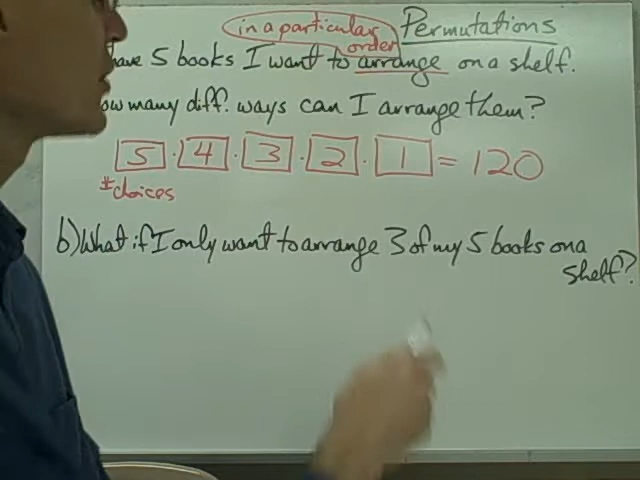 in a particular order
Permutations
have 5 books I want to arrange on a shelf.
ow many diff. ways can I arrange them?
5 · 4 · 3 · 2 · 1 = 120
# choices
b) What if I only want to arrange 3 of my 5 books on a
shelf?